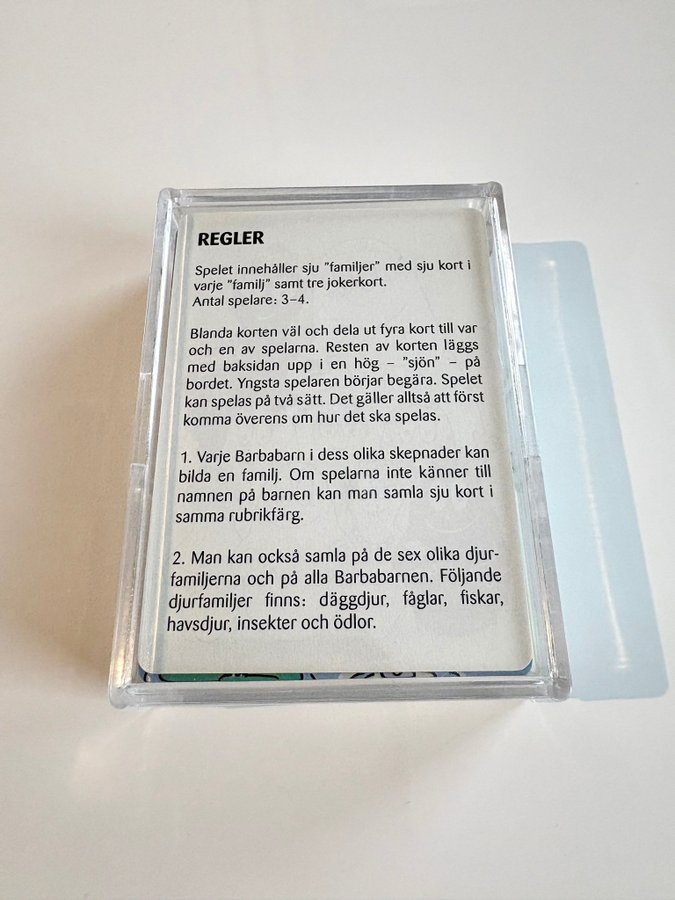 REGLER
Spelet innehåller sju ”familjer” med sju kort i
varje ”familj” samt tre jokerkort.
Antal spelare: 3–4.
Blanda korten väl och dela ut fyra kort till var
och en av spelarna. Resten av korten läggs
med baksidan upp i en hög – ”sjön” – på
bordet. Yngsta spelaren börjar begära. Spelet
kan spelas på två sätt. Det gäller alltså att först
komma överens om hur det ska spelas.
1. Varje Barbabarn i dess olika skepnader kan
bilda en familj. Om spelarna inte känner till
namnen på barnen kan man samla sju kort i
samma rubrikfärg.
2. Man kan också samla på de sex olika djur-
familjerna och på alla Barbabarnen. Följande
djurfamiljer finns: däggdjur, fåglar, fiskar,
havsdjur, insekter och ödlor.